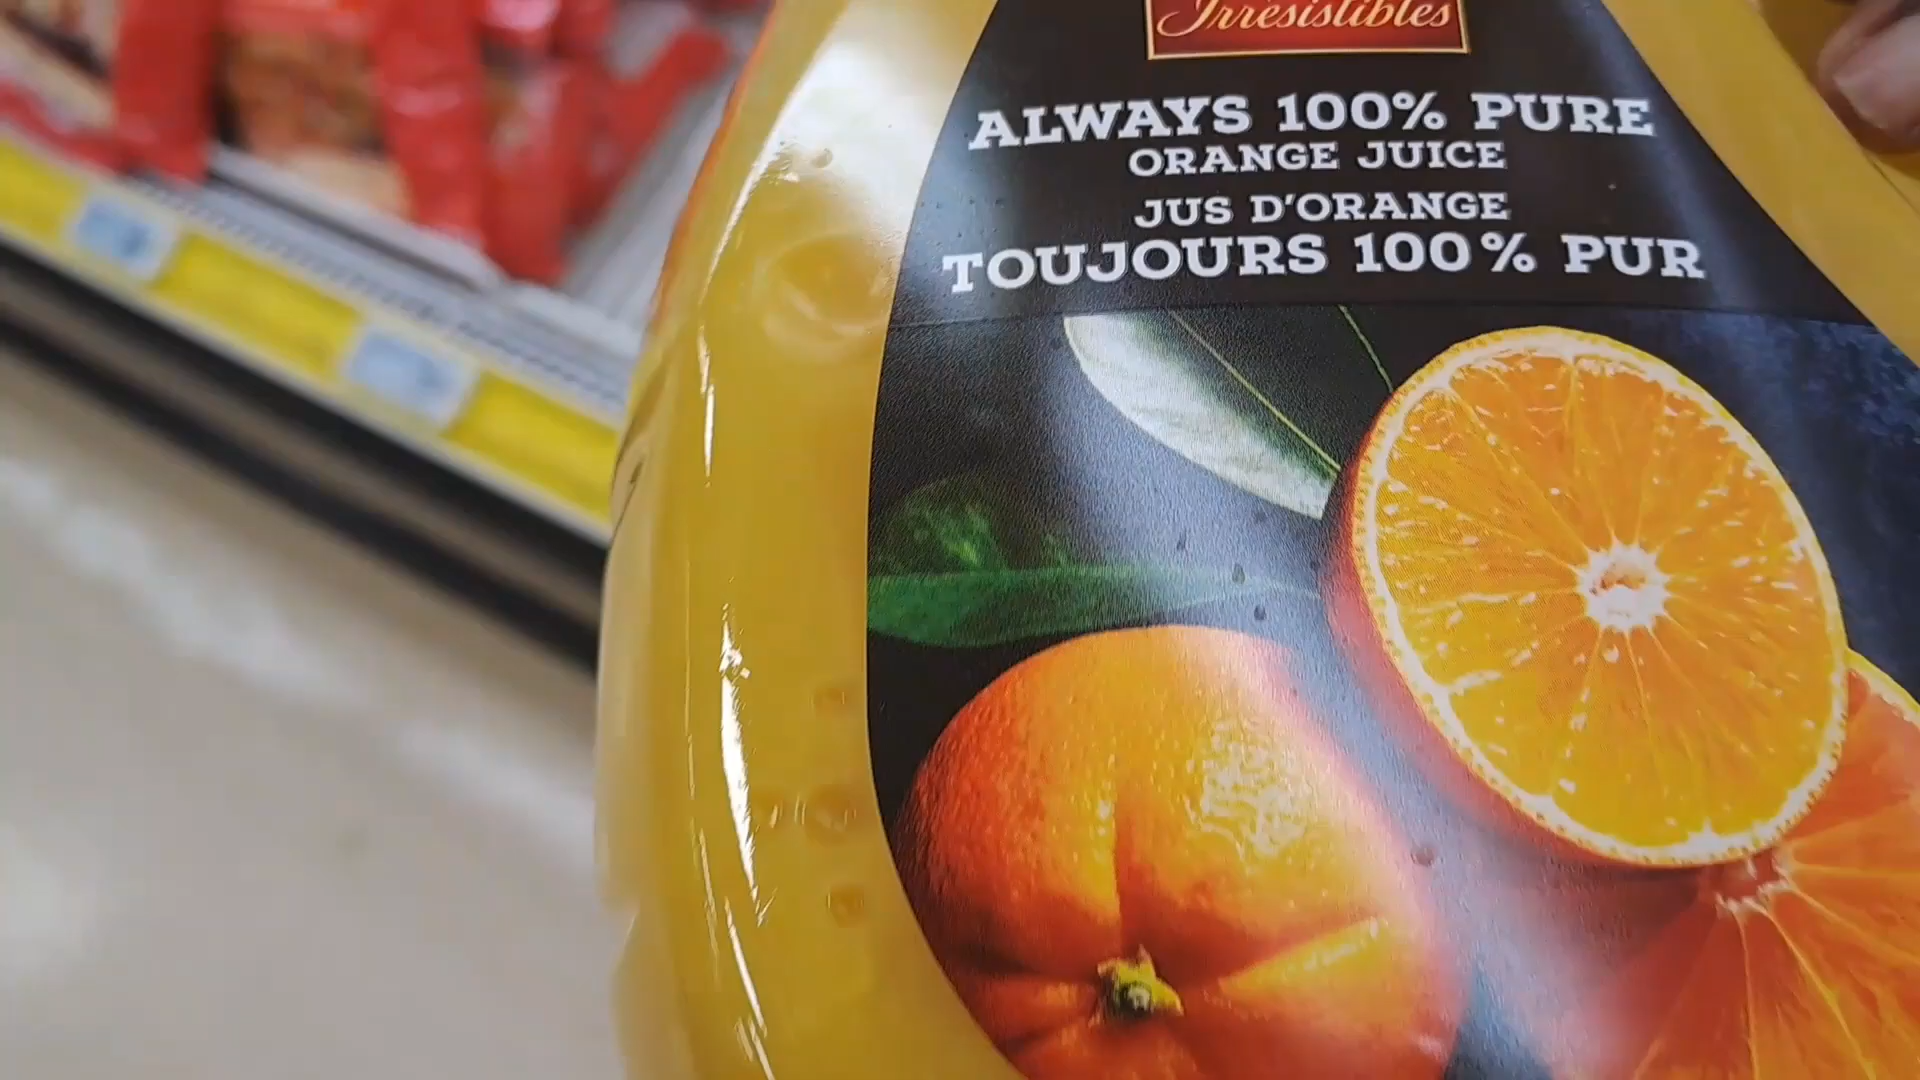 Irresistibles
ALWAYS 100% PURE
ORANGE JUICE
JUS D'ORANGE
TOUJOURS 100% PUR